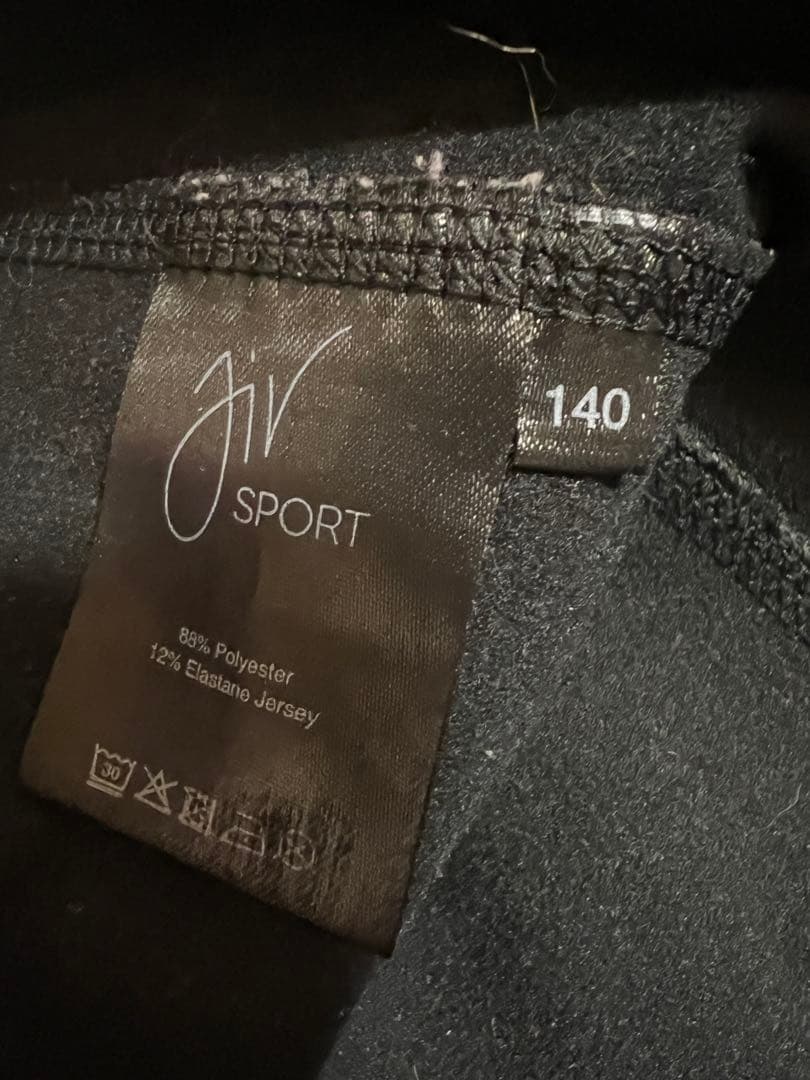 Jiv
SPORT
140
88% Polyester
12% Elastane Jersey
30